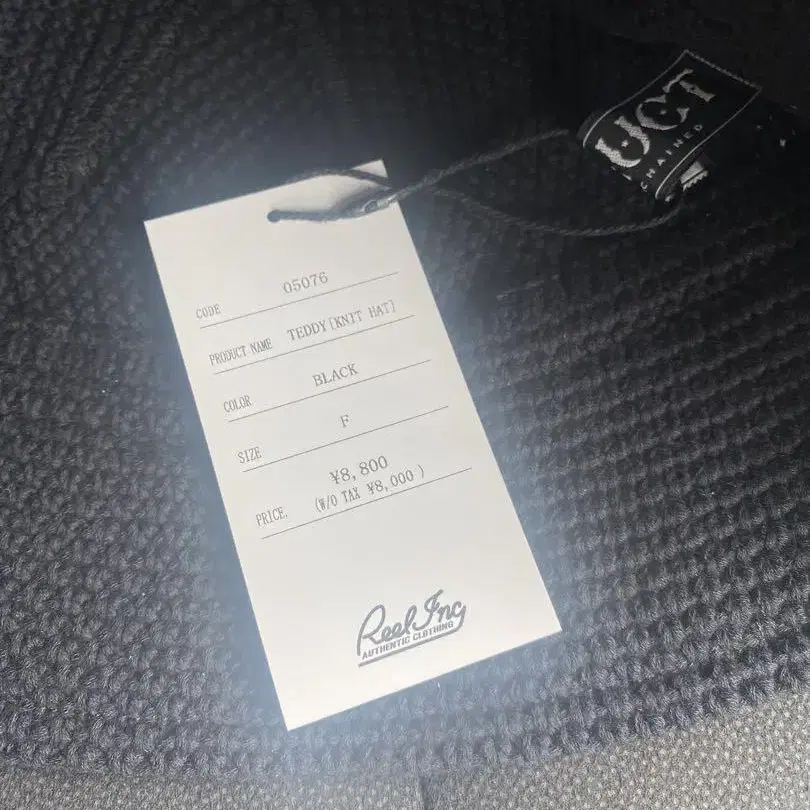 UCT
CHAINED
CODE 05076
PRODUCT NAME TEDDY[KNIT HAT]
COLOR BLACK
SIZE F
¥8,800
PRICE. (W/O TAX ¥8,000 )
Reel Inc
AUTHENTIC CLOTHING